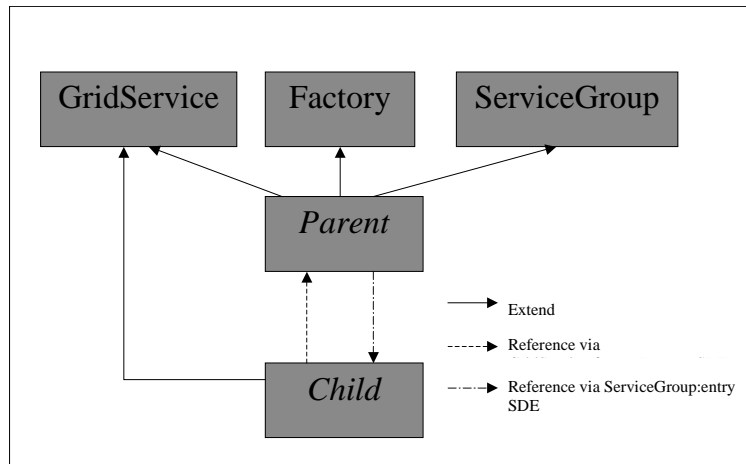 GridService
Factory
ServiceGroup
Parent
Extend
Reference via
Child
Reference via ServiceGroup:entry
SDE